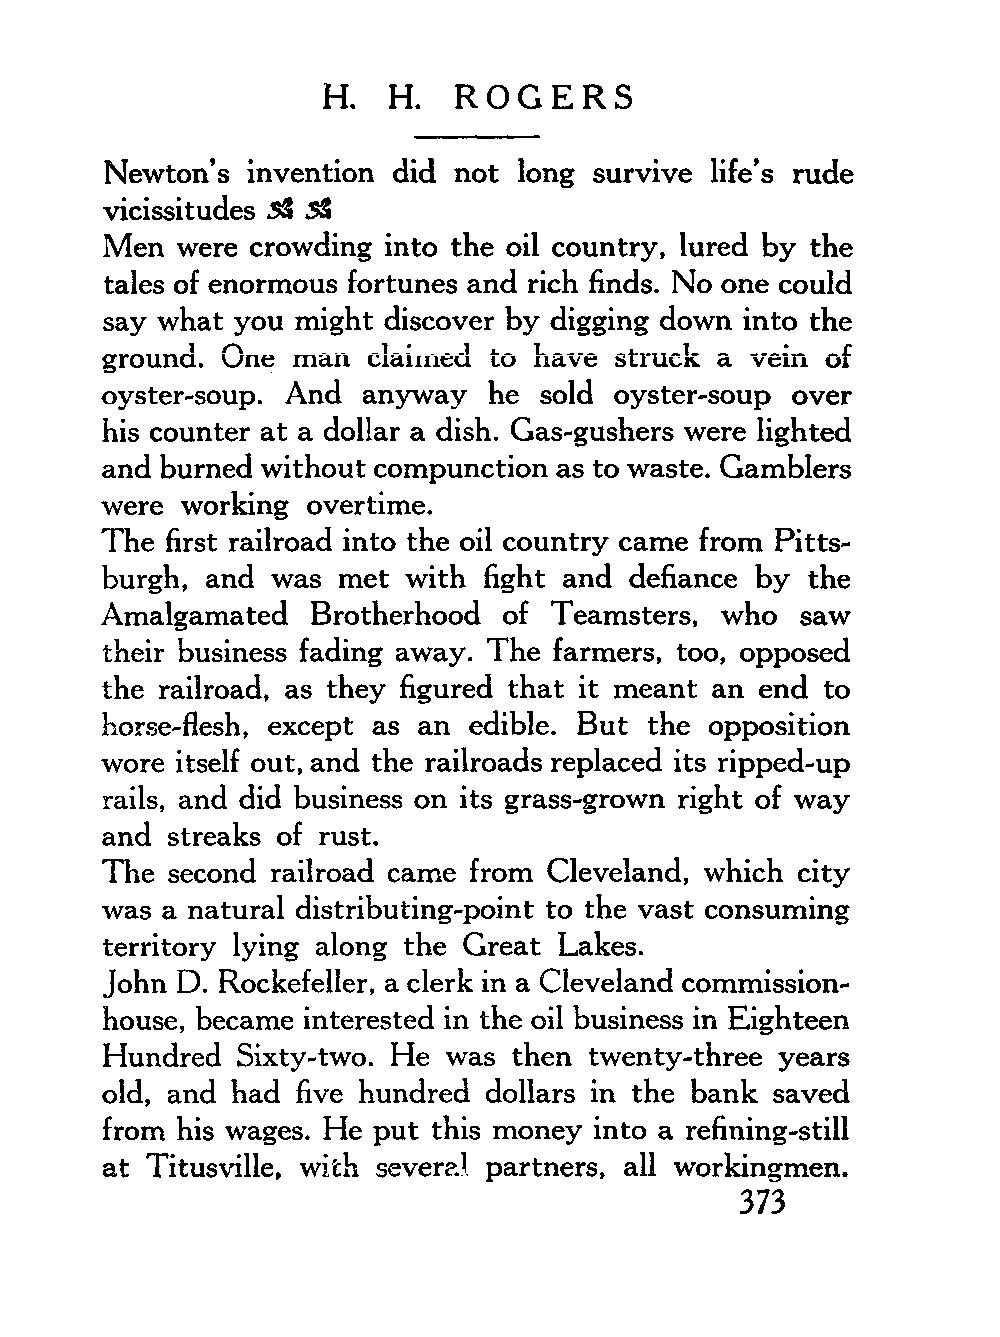 H. H. ROGERS
Newton's invention did not long survive life's rude
vicissitudes
Men were crowding into the oil country, lured by the
tales of enormous fortunes and rich finds. No one could
say what you might discover by digging down into the
ground. One man claimed to have struck a vein of
oyster-soup. And anyway he sold oyster-soup over
his counter at a dollar a dish. Gas-gushers were lighted
and burned without compunction as to waste. Gamblers
were working overtime.
The first railroad into the oil country came from Pitts-
burgh, and was met with fight and defiance by the
Amalgamated Brotherhood of Teamsters, who saw
their business fading away. The farmers, too, opposed
the railroad, as they figured that it meant an end to
horse-flesh, except as an edible. But the opposition
wore itself out, and the railroads replaced its ripped-up
rails, and did business on its grass-grown right of way
and streaks of rust.
The second railroad came from Cleveland, which city
was a natural distributing-point to the vast consuming
territory lying along the Great Lakes.
John D. Rockefeller, a clerk in a Cleveland commission-
house, became interested in the oil business in Eighteen
Hundred Sixty-two. He was then twenty-three years
old, and had five hundred dollars in the bank saved
from his wages. He put this money into a refining-still
at Titusville, with several partners, all workingmen.
373